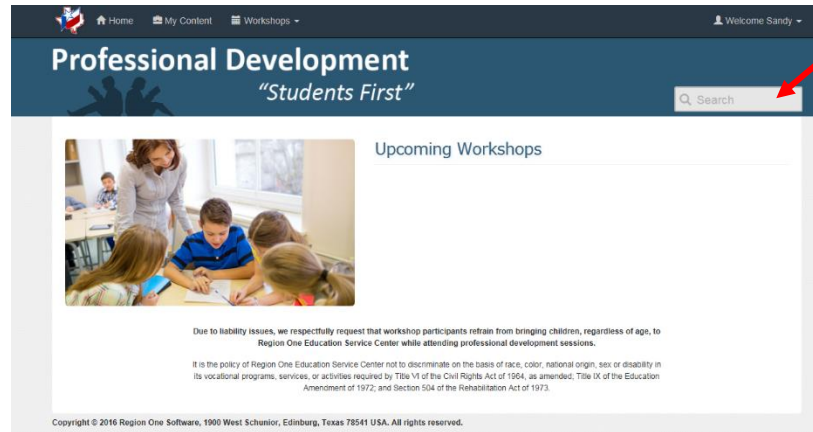 Home My Content Workshops Welcome Sandy
Professional Development
"Students First"
Search
Upcoming Workshops
Due to liability issues, we respectfully request that workshop participants refrain from bringing children, regardless of age, to
Region One Education Service Center while attending professional development sessions.
It is the policy of Region One Education Service Center not to discriminate on the basis of race, color, national origin, sex or disability in
its vocational programs, services, or activities required by Title VI of the Civil Rights Act of 1964, as amended; Title IX of the Education
Amendment of 1972; and Section 504 of the Rehabilitation Act of 1973.
Copyright © 2016 Region One Software, 1900 West Schunior, Edinburg, Texas 78541 USA. All rights reserved.